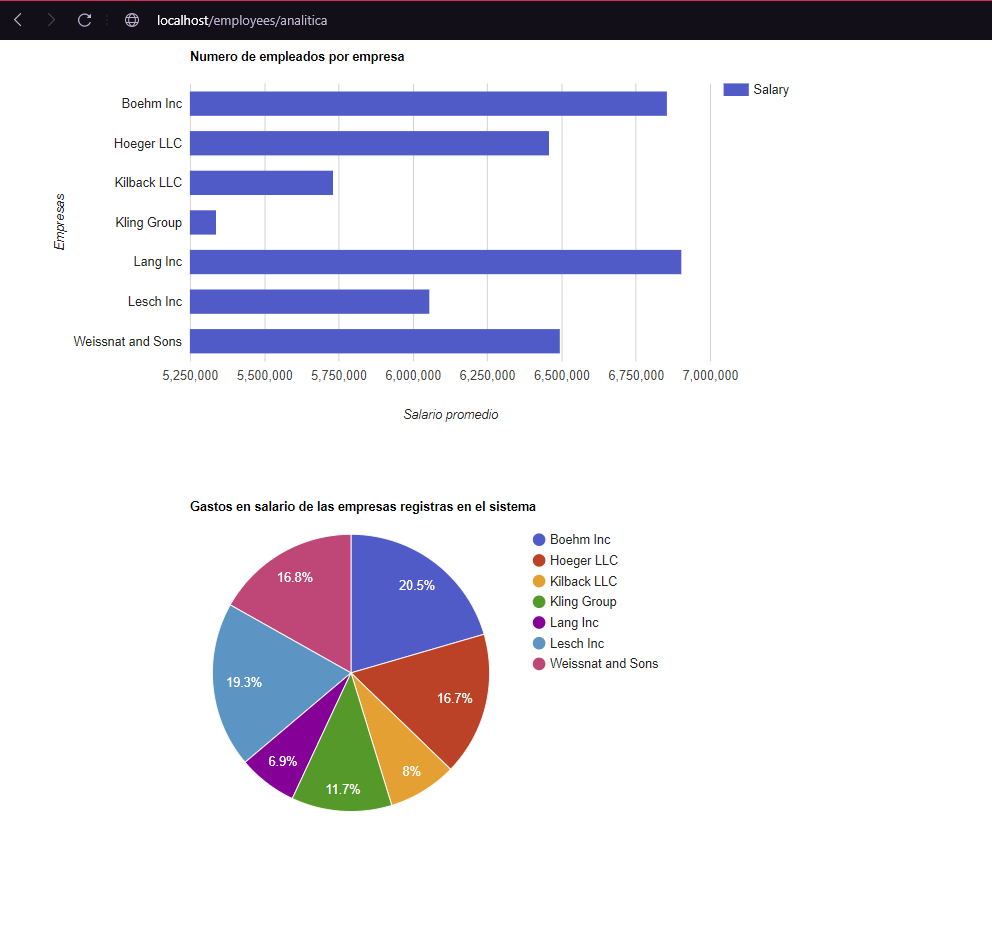 localhost/employees/analitica
Numero de empleados por empresa
Salary
Boehm Inc
Hoeger LLC
Kilback LLC
Kling Group
Lang Inc
Lesch Inc
Weissnat and Sons
Empresas
5,250,000 5,500,000 5,750,000 6,000,000 6,250,000 6,500,000 6,750,000 7,000,000
Salario promedio
Gastos en salario de las empresas registras en el sistema
20.5%
16.7%
8%
11.7%
6.9%
19.3%
16.8%
Boehm Inc
Hoeger LLC
Kilback LLC
Kling Group
Lang Inc
Lesch Inc
Weissnat and Sons